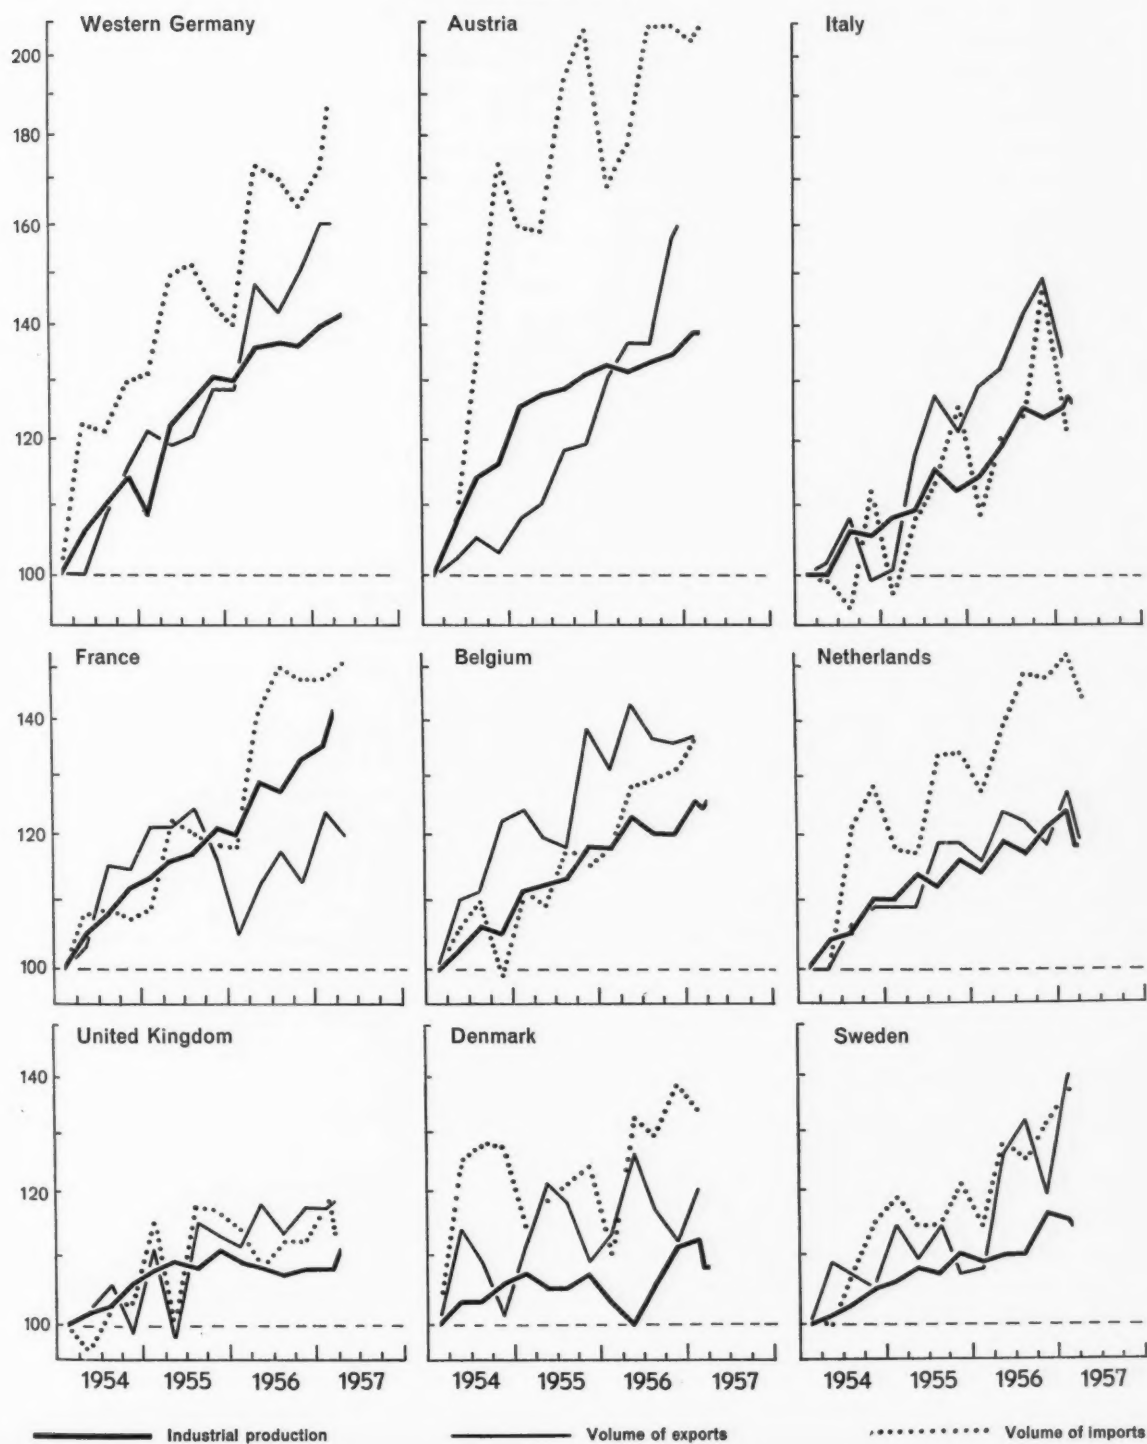 Western Germany Austria Italy
200
180
160
140
120
100
France Belgium Netherlands
140
120
100
United Kingdom Denmark Sweden
140
120
100
1954 1955 1956 1957 1954 1955 1956 1957 1954 1955 1956 1957
Industrial production Volume of exports Volume of imports